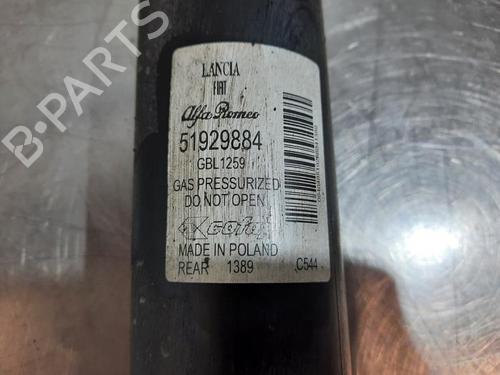 LANCIA
FIAT
Alfa Romeo
51929884
GBL1259
GAS PRESSURIZED
DO NOT OPEN
MADE IN POLAND
REAR 1389 C544
B-PARTS